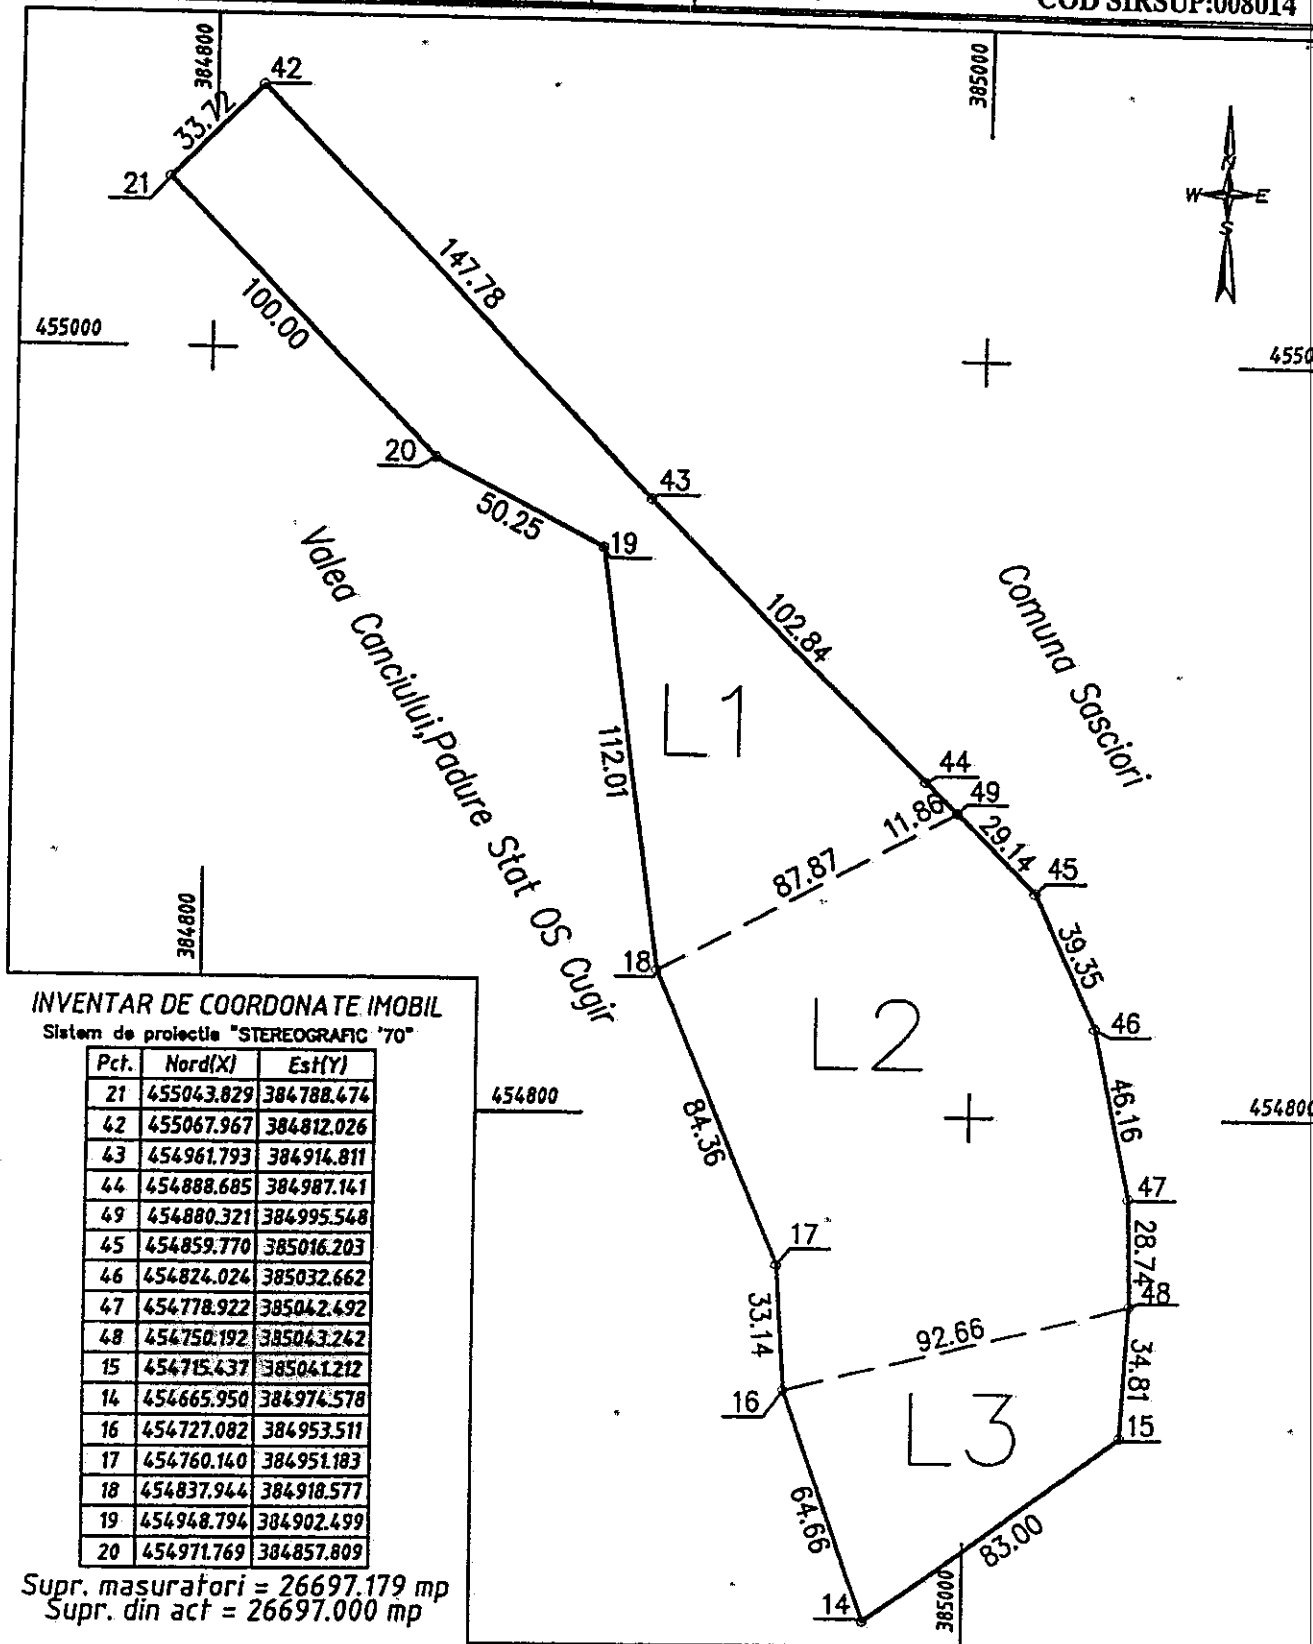 COD SIRSUP:008014
384800
385000
42
33.72
21
N
W E
S
147.78
100.00
455000
4550
20
43
50.25
19
Valea Canciului,Padure Stat OS Cugir
Comuna Sasciori
102.84
L1
112.01
44
49
11.86
29.14
87.87
45
384800
18
39.35
L2
46
46.16
84.36
454800
454800
47
17
28.74
33.14
48
92.66
34.81
16
L3
15
64.66
83.00
14
385000
INVENTAR DE COORDONATE IMOBIL
Sistem de proiectie "STEREOGRAFIC '70"
Pct. Nord(X) Est(Y)
21 455043.829 384788.474
42 455067.967 384812.026
43 454961.793 384914.811
44 454888.685 384987.141
49 454880.321 384995.548
45 454859.770 385016.203
46 454824.024 385032.662
47 454778.922 385042.492
48 454750.192 385043.242
15 454715.437 385041.212
14 454665.950 384974.578
16 454727.082 384953.511
17 454760.140 384951.183
18 454837.944 384918.577
19 454948.794 384902.499
20 454971.769 384857.809
Supr. masuratori = 26697.179 mp
Supr. din act = 26697.000 mp